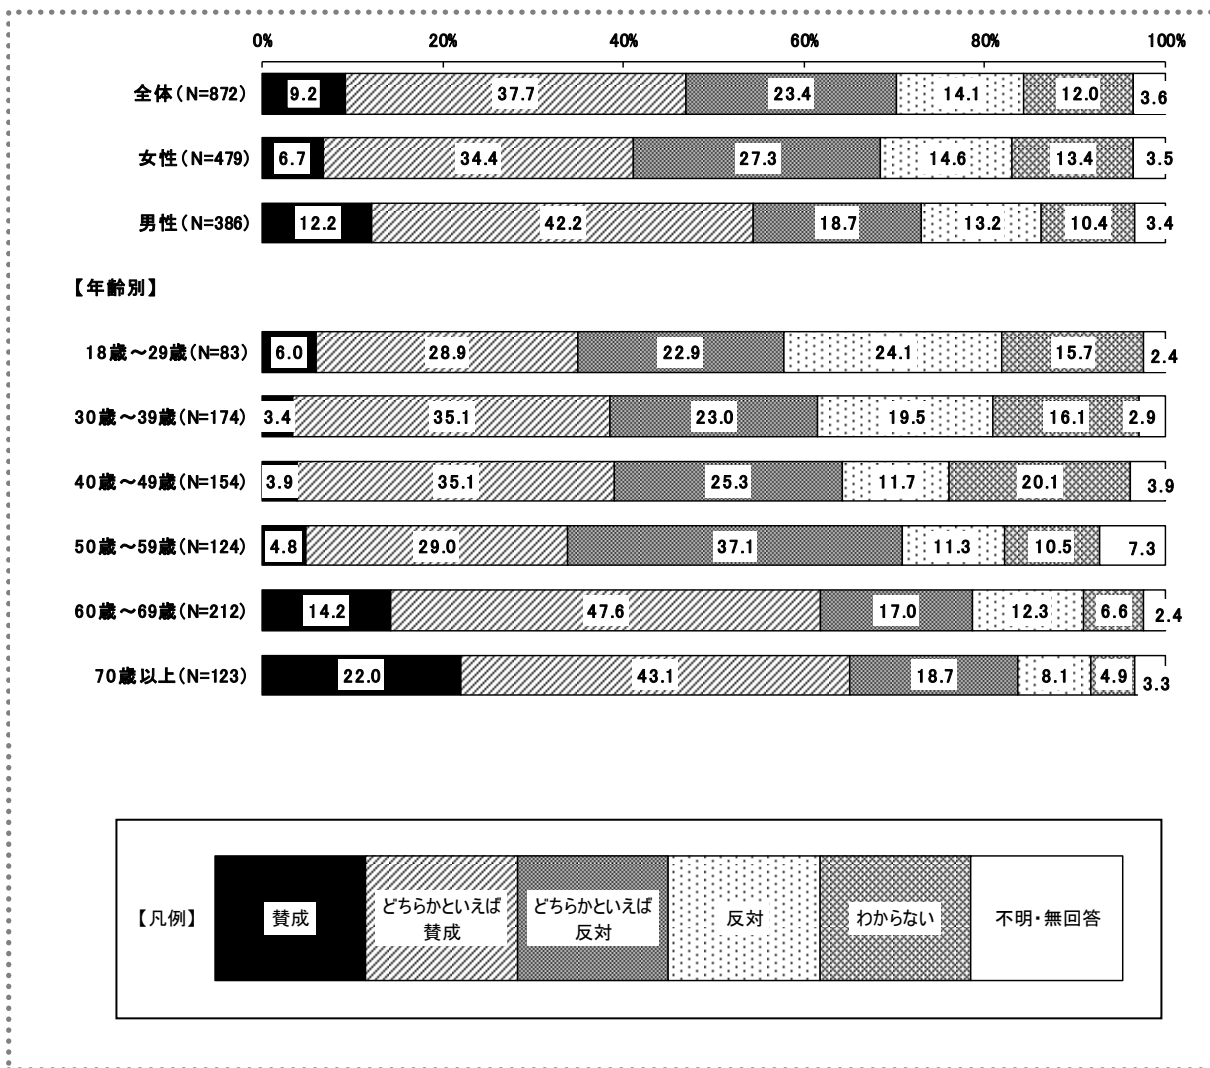 0% 20% 40% 60% 80% 100%
全体(N=872) 9.2 37.7 23.4 14.1 12.0 3.6
女性(N=479) 6.7 34.4 27.3 14.6 13.4 3.5
男性(N=386) 12.2 42.2 18.7 13.2 10.4 3.4
【年齢別】
18歳～29歳(N=83) 6.0 28.9 22.9 24.1 15.7 2.4
30歳～39歳(N=174) 3.4 35.1 23.0 19.5 16.1 2.9
40歳～49歳(N=154) 3.9 35.1 25.3 11.7 20.1 3.9
50歳～59歳(N=124) 4.8 29.0 37.1 11.3 10.5 7.3
60歳～69歳(N=212) 14.2 47.6 17.0 12.3 6.6 2.4
70歳以上(N=123) 22.0 43.1 18.7 8.1 4.9 3.3
【凡例】
賛成
どちらかといえば
賛成
どちらかといえば
反対
反対
わからない
不明・無回答